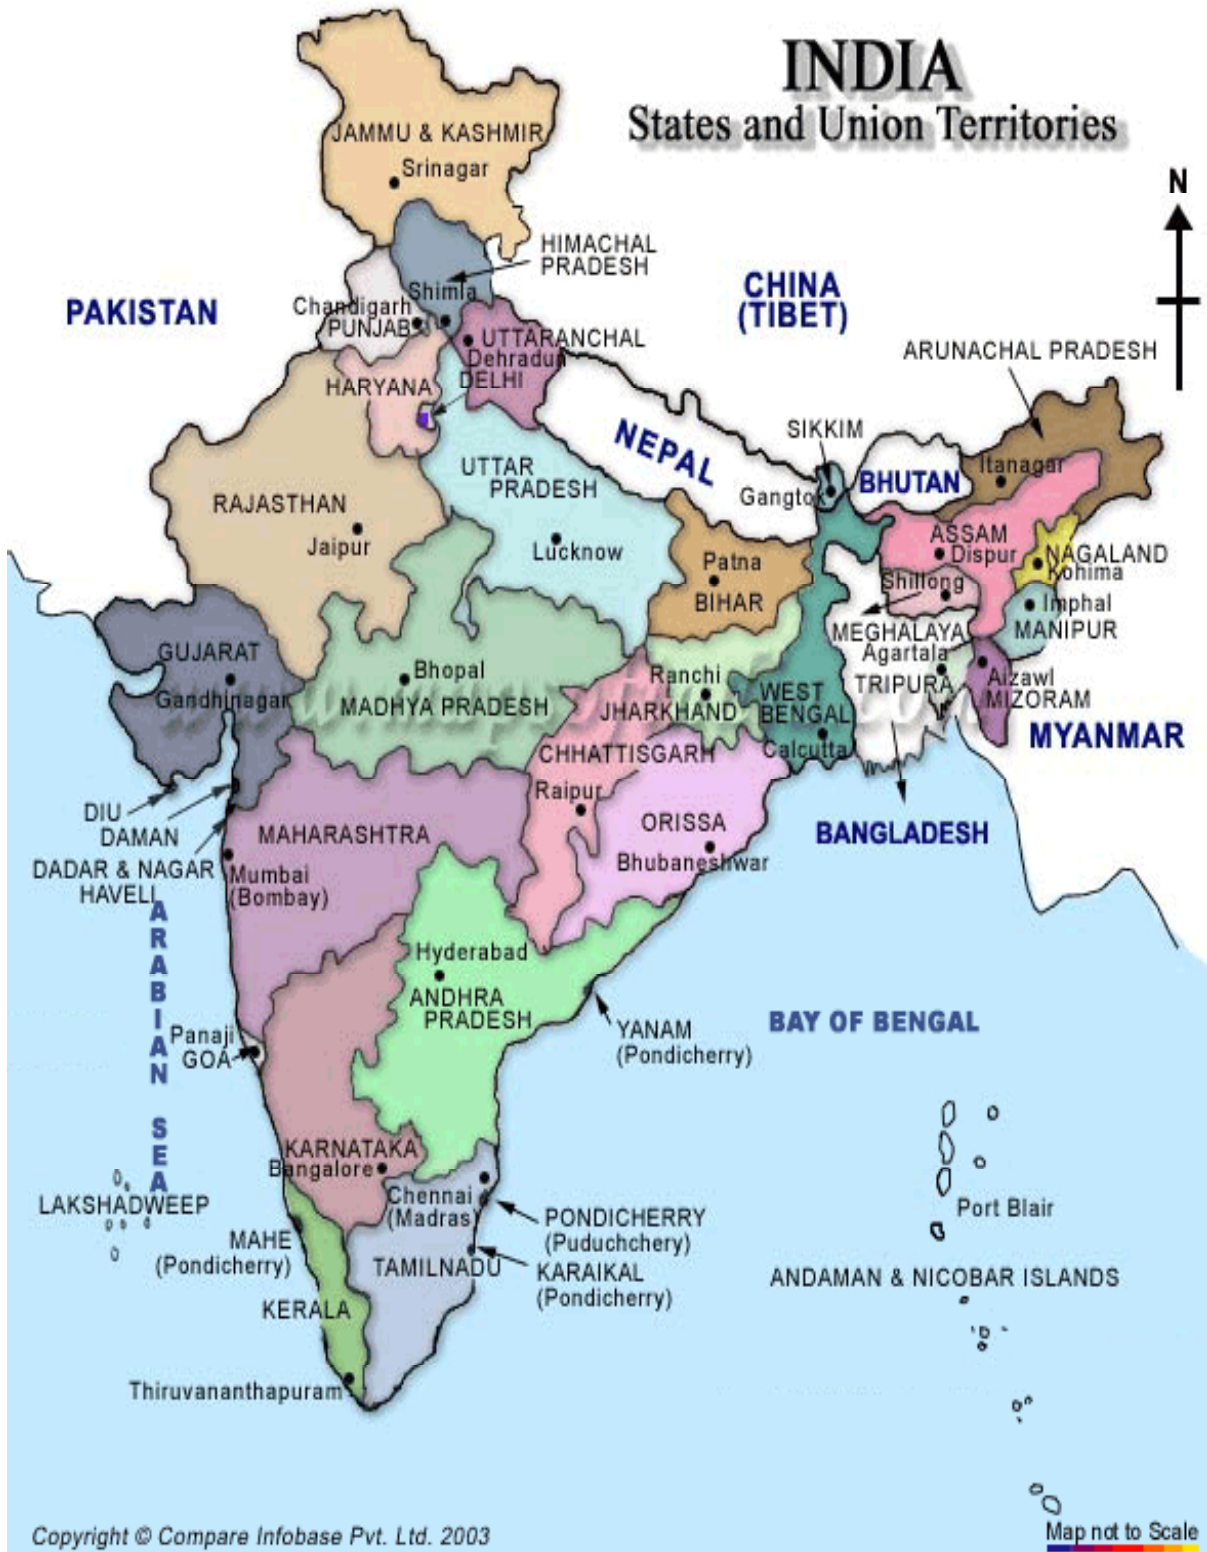 INDIA
States and Union Territories
N
JAMMU & KASHMIR
Srinagar
HIMACHAL
PRADESH
PAKISTAN
CHINA
(TIBET)
Shimla
Chandigarh
PUNJAB
UTTARANCHAL
Dehradun
DELHI
HARYANA
ARUNACHAL PRADESH
SIKKIM
NEPAL
BHUTAN
Itanagar
Gangtok
UTTAR
PRADESH
RAJASTHAN
Jaipur
Lucknow
ASSAM
Dispur
NAGALAND
Kohima
Patna
BIHAR
Shillong
Imphal
MANIPUR
MEGHALAYA
Agartala
TRIPURA
Aizawl
MIZORAM
MYANMAR
GUJARAT
Gandhinagar
Bhopal
MADHYA PRADESH
Ranchi
JHARKHAND
WEST
BENGAL
Calcutta
CHHATTISGARH
Raipur
DIU
DAMAN
DADAR & NAGAR
HAVELI
MAHARASHTRA
Mumbai
(Bombay)
ORISSA
Bhubaneshwar
BANGLADESH
ARABIAN SEA
Hyderabad
ANDHRA
PRADESH
YANAM
(Pondicherry)
BAY OF BENGAL
Panaji
GOA
KARNATAKA
Bangalore
LAKSHADWEEP
Chennai
(Madras)
PONDICHERRY
(Puduchchery)
Port Blair
MAHE
(Pondicherry)
TAMILNADU
KARAIKAL
(Pondicherry)
ANDAMAN & NICOBAR ISLANDS
KERALA
Thiruvananthapuram
Copyright © Compare Infobase Pvt. Ltd. 2003
Map not to Scale